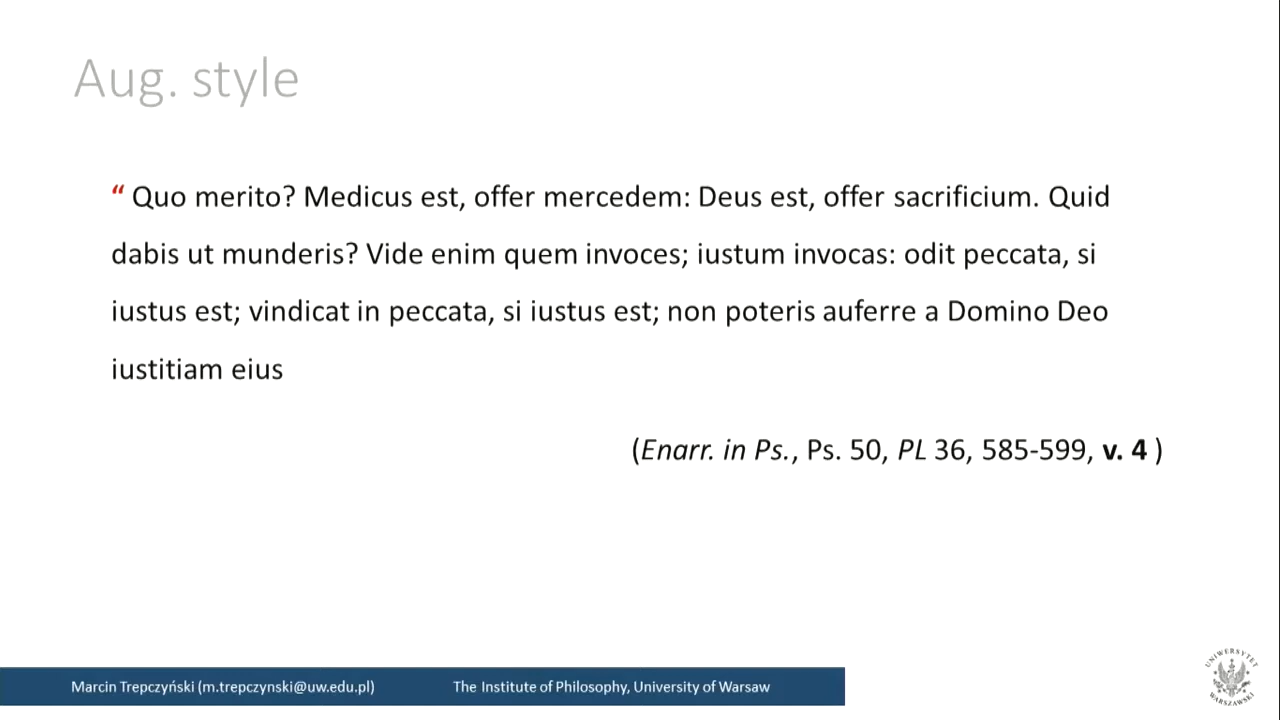 Aug. style
“ Quo merito? Medicus est, offer mercedem: Deus est, offer sacrificium. Quid
dabis ut munderis? Vide enim quem invoces; iustum invocas: odit peccata, si
iustus est; vindicat in peccata, si iustus est; non poteris auferre a Domino Deo
iustitiam eius
(Enarr. in Ps., Ps. 50, PL 36, 585-599, v. 4 )
Marcin Trepczyński (m.trepczynski@uw.edu.pl) The Institute of Philosophy, University of Warsaw
UNIWERSYTET
WARSZAWSKI